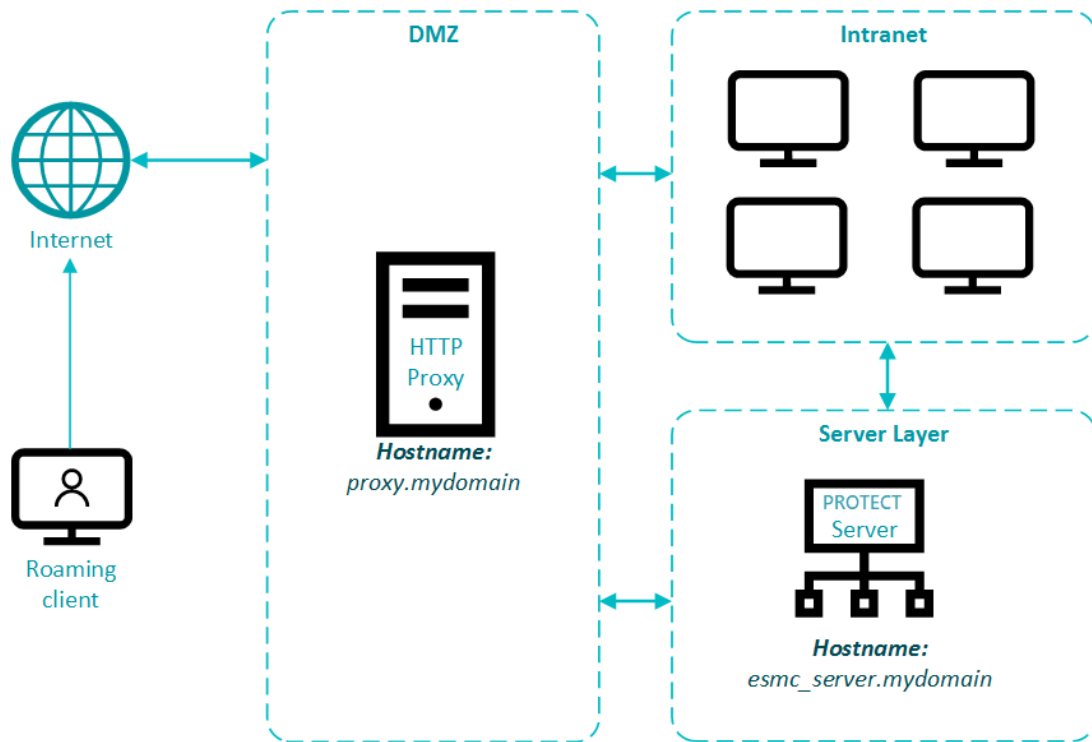 DMZ
Intranet
Internet
HTTP
Proxy
Hostname:
proxy.mydomain
Roaming
client
Server Layer
PROTECT
Server
Hostname:
esmc_server.mydomain